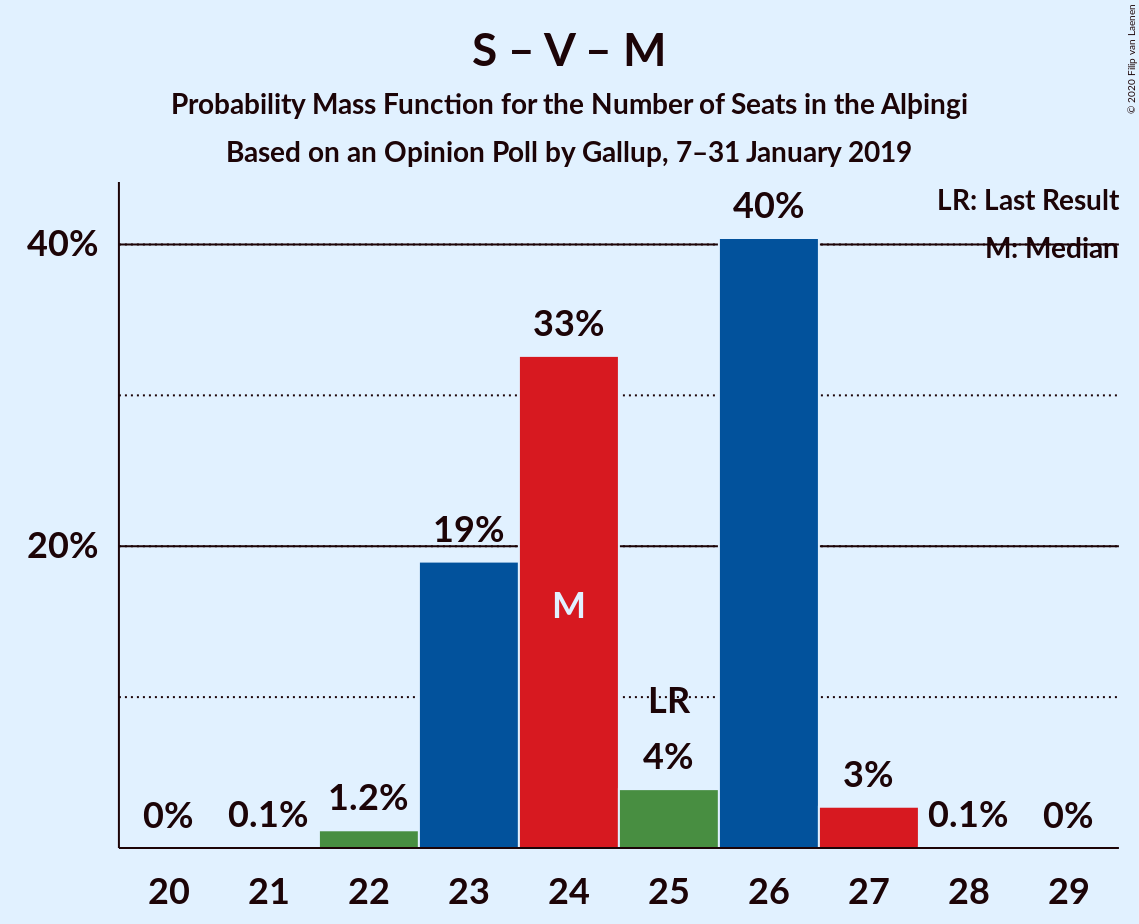 S – V – M
Probability Mass Function for the Number of Seats in the Alþingi
Based on an Opinion Poll by Gallup, 7–31 January 2019
© 2020 Filip van Laenen
LR: Last Result
M: Median
40%
20%
0%
0.1%
1.2%
19%
33%
M
LR
4%
40%
3%
0.1%
0%
20 21 22 23 24 25 26 27 28 29